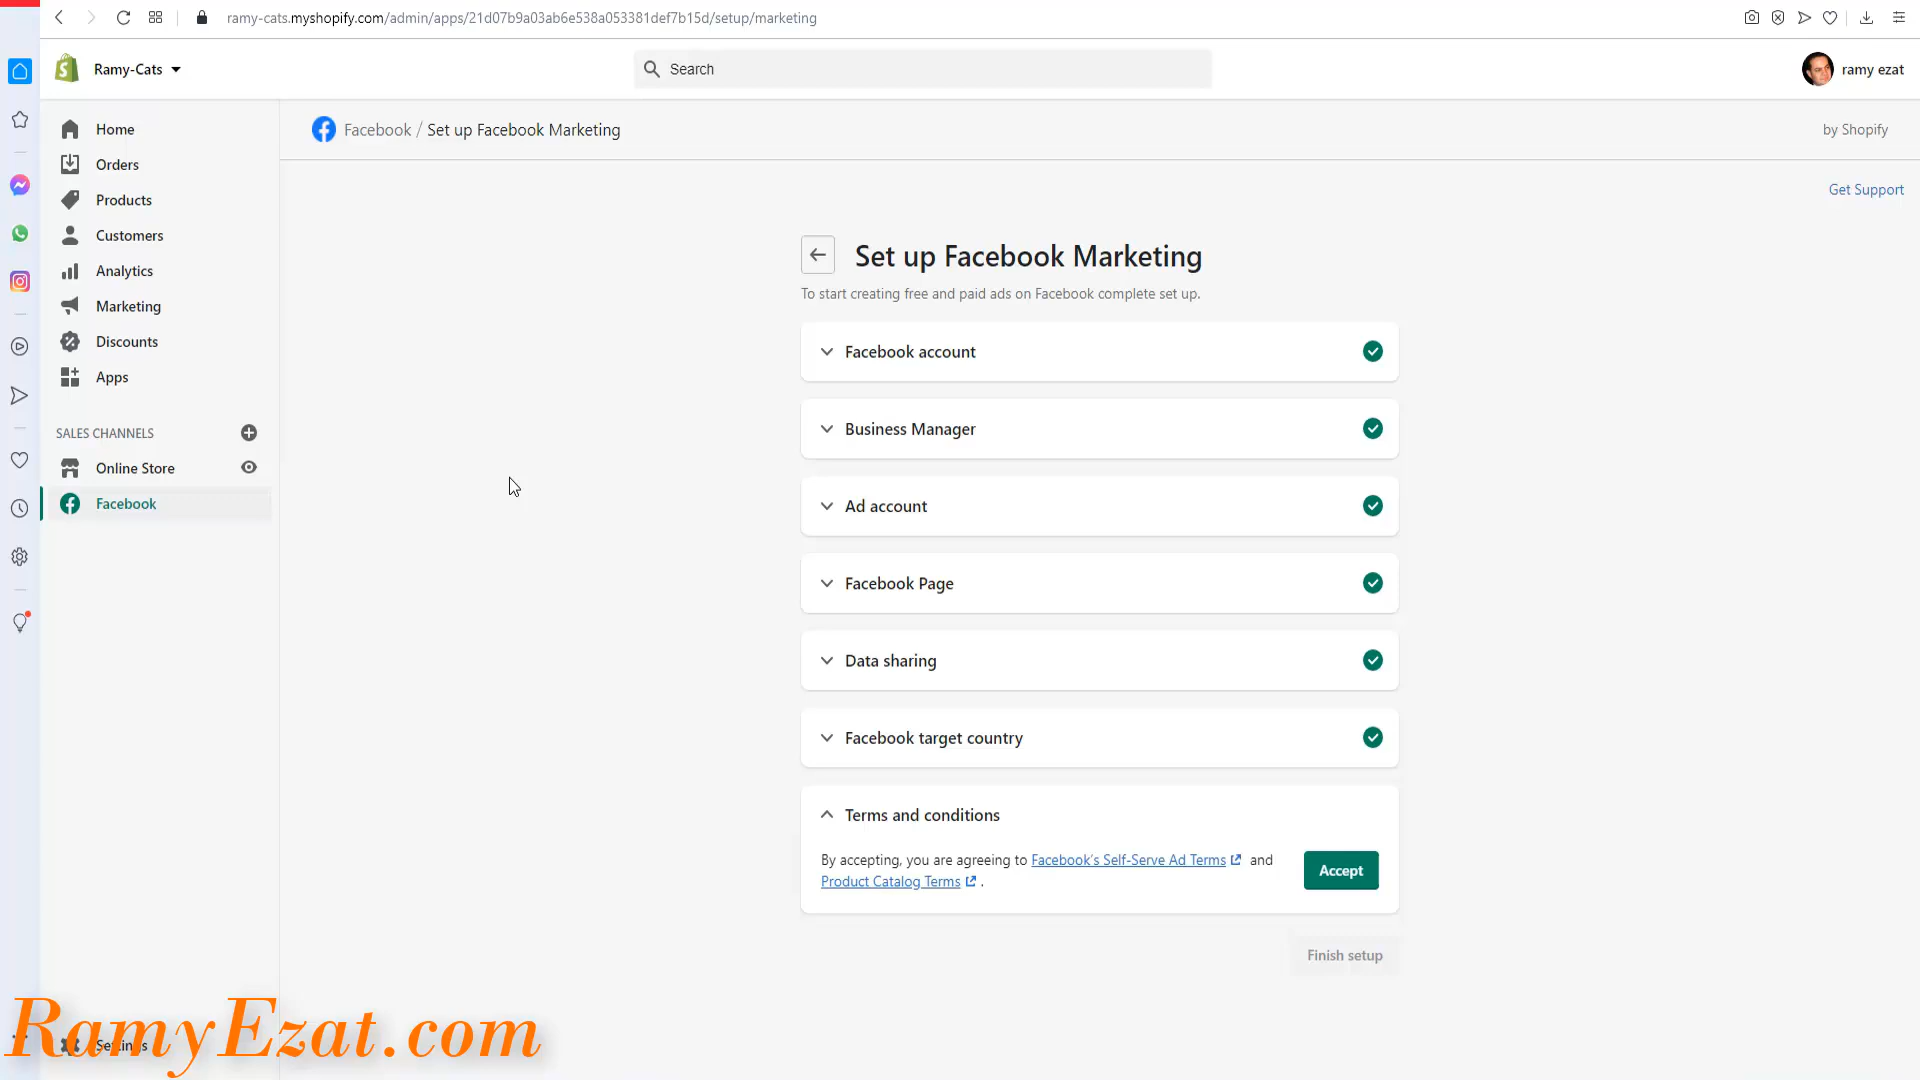 ramy-cats.myshopify.com/admin/apps/21d07b9a03ab6e538a053381def7b15d/setup/marketing
Ramy-Cats
Search
ramy ezat
Home
Orders
Products
Customers
Analytics
Marketing
Discounts
Apps
SALES CHANNELS
Online Store
Facebook
Settings
Facebook / Set up Facebook Marketing
by Shopify
Get Support
Set up Facebook Marketing
To start creating free and paid ads on Facebook complete set up.
Facebook account
Business Manager
Ad account
Facebook Page
Data sharing
Facebook target country
Terms and conditions
By accepting, you are agreeing to Facebook's Self-Serve Ad Terms and
Product Catalog Terms .
Accept
Finish setup
RamyEzat.com